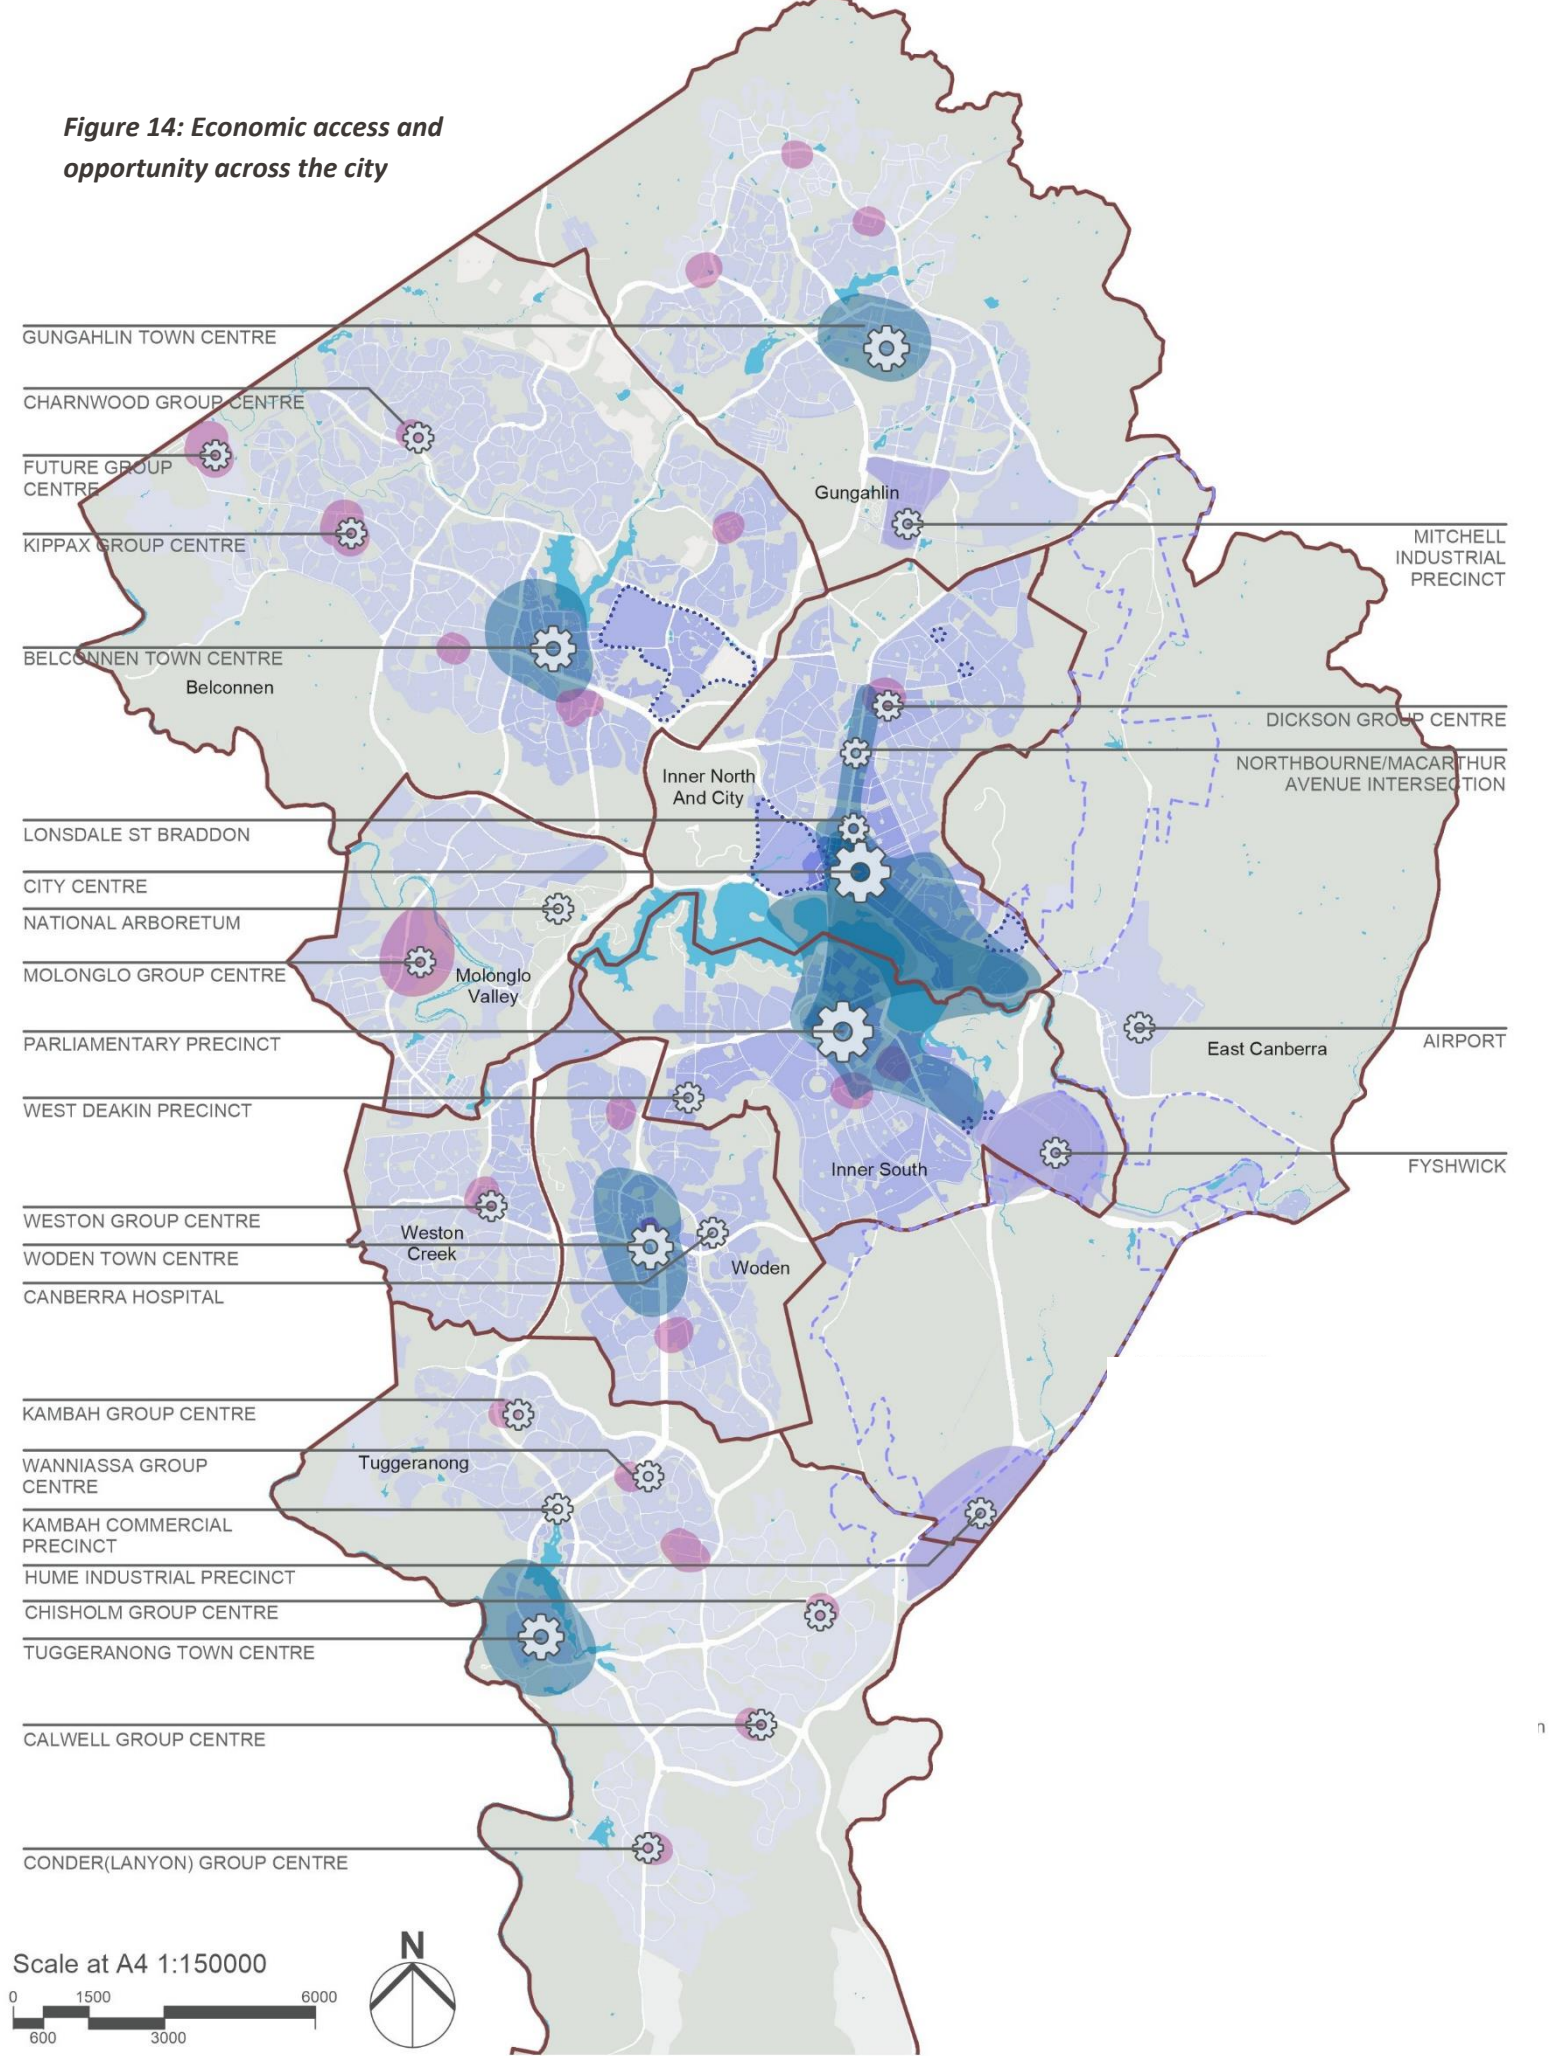 Figure 14: Economic access and
opportunity across the city
GUNGAHLIN TOWN CENTRE
CHARNWOOD GROUP CENTRE
FUTURE GROUP
CENTRE
Gungahlin
MITCHELL
INDUSTRIAL
PRECINCT
KIPPAX GROUP CENTRE
BELCONNEN TOWN CENTRE
Belconnen
DICKSON GROUP CENTRE
NORTHBOURNE/MACARTHUR
AVENUE INTERSECTION
Inner North
And City
LONSDALE ST BRADDON
CITY CENTRE
NATIONAL ARBORETUM
MOLONGLO GROUP CENTRE
Molonglo
Valley
PARLIAMENTARY PRECINCT
AIRPORT
East Canberra
WEST DEAKIN PRECINCT
Inner South
FYSHWICK
WESTON GROUP CENTRE
Weston
Creek
WODEN TOWN CENTRE
Woden
CANBERRA HOSPITAL
KAMBAH GROUP CENTRE
WANNIASSA GROUP
CENTRE
Tuggeranong
KAMBAH COMMERCIAL
PRECINCT
HUME INDUSTRIAL PRECINCT
CHISHOLM GROUP CENTRE
TUGGERANONG TOWN CENTRE
CALWELL GROUP CENTRE
n
CONDER(LANYON) GROUP CENTRE
Scale at A4 1:150000
0 1500 6000
600 3000
N